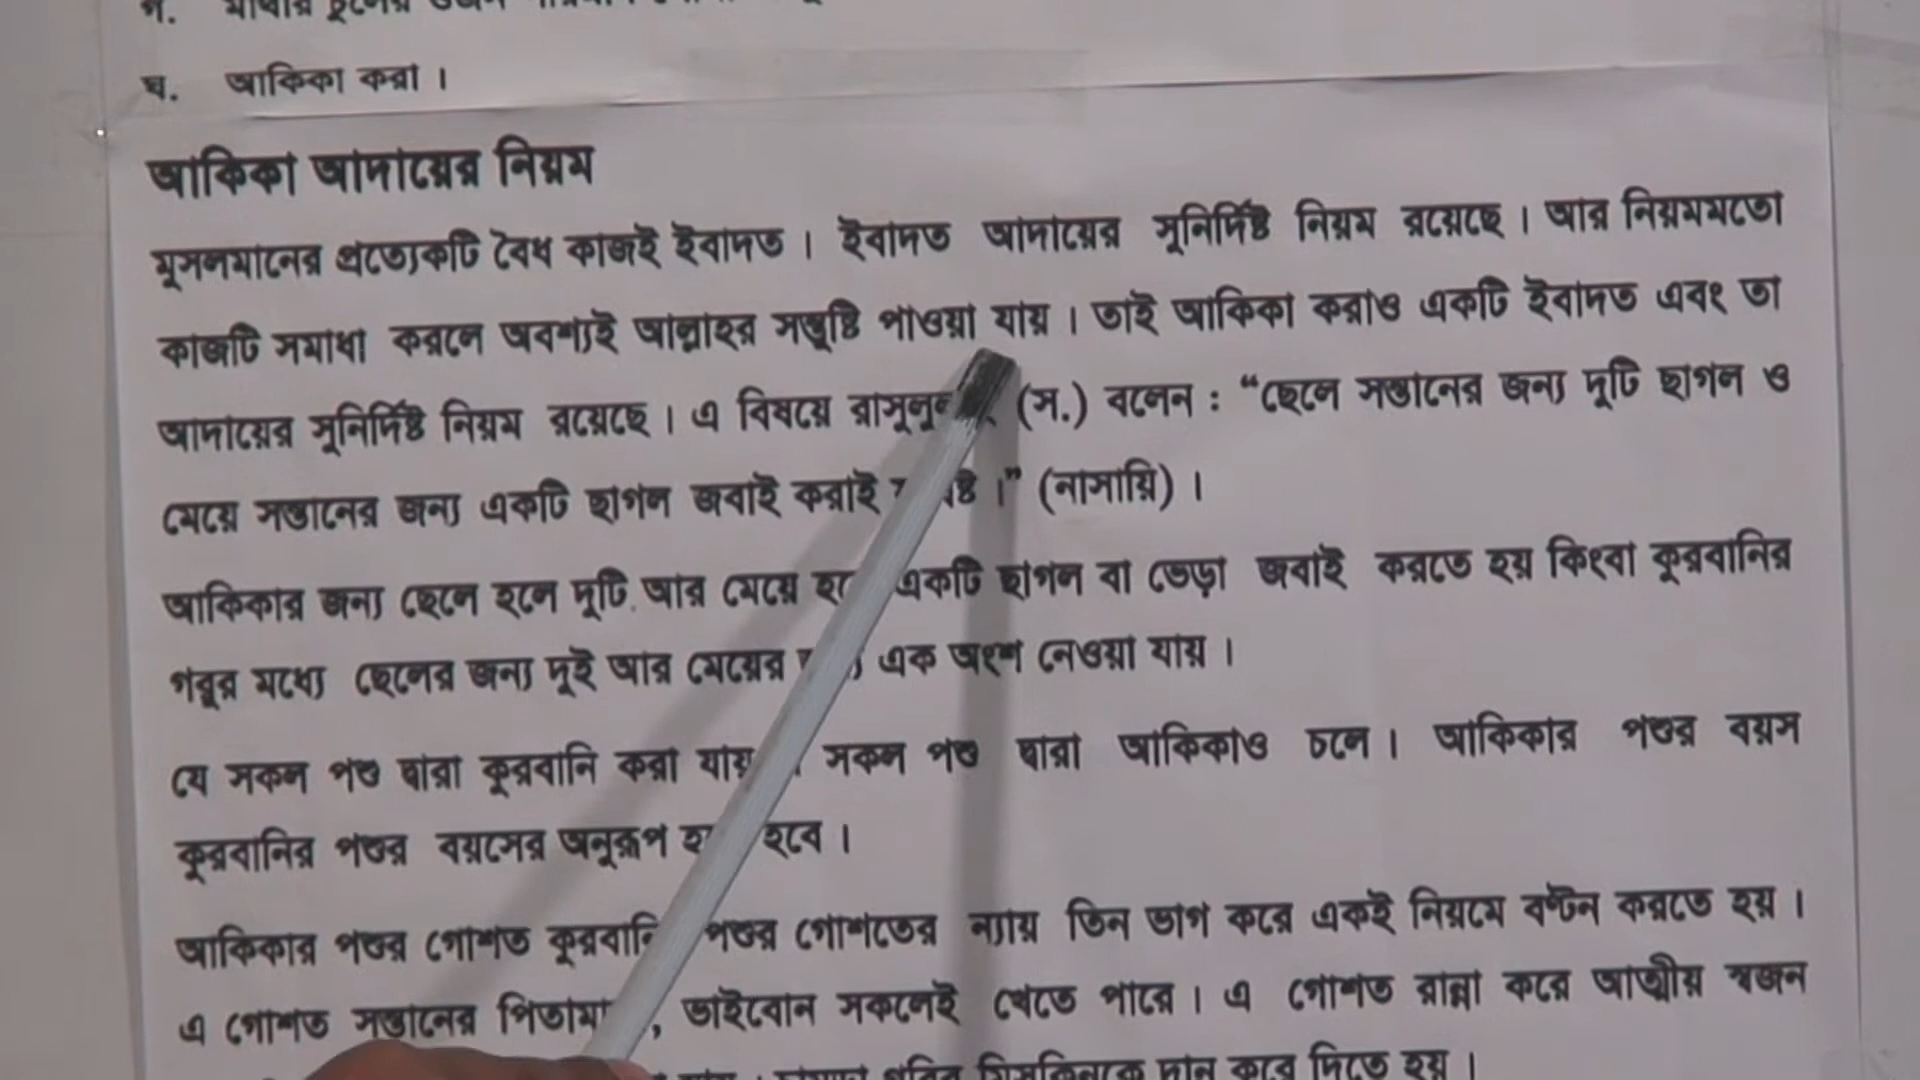 ঘ. আকিকা করা ।
আকিকা আদায়ের নিয়ম
মুসলমানের প্রত্যেকটি বৈধ কাজই ইবাদত । ইবাদত আদায়ের সুনির্দিষ্ট নিয়ম রয়েছে । আর নিয়মমতো
কাজটি সমাধা করলে অবশ্যই আল্লাহর সন্তুষ্টি পাওয়া যায় । তাই আকিকা করাও একটি ইবাদত এবং তা
আদায়ের সুনির্দিষ্ট নিয়ম রয়েছে । এ বিষয়ে (স.) বলেন : “ছেলে সন্তানের জন্য দুটি ছাগল ও
মেয়ে সন্তানের জন্য একটি ছাগল জবাই করাই ।” (নাসায়ি) ।
আকিকার জন্য ছেলে হলে দুটি আর মেয়ে একটি ছাগল বা ভেড়া জবাই করতে হয় কিংবা কুরবানির
গরুর মধ্যে ছেলের জন্য দুই আর মেয়ের এক অংশ নেওয়া যায় ।
যে সকল পশু দ্বারা কুরবানি করা যায় সকল পশু দ্বারা আকিকাও চলে । আকিকার পশুর বয়স
কুরবানির পশুর বয়সের অনুরূপ হবে ।
আকিকার পশুর গোশত পশুর গোশতের ন্যায় তিন ভাগ করে একই নিয়মে বণ্টন করতে হয় ।
এ গোশত সন্তানের , ভাইবোন সকলেই খেতে পারে । এ গোশত রান্না করে আত্মীয় স্বজন
গরিব মিসকিনকে দান করে দিতে হয় ।